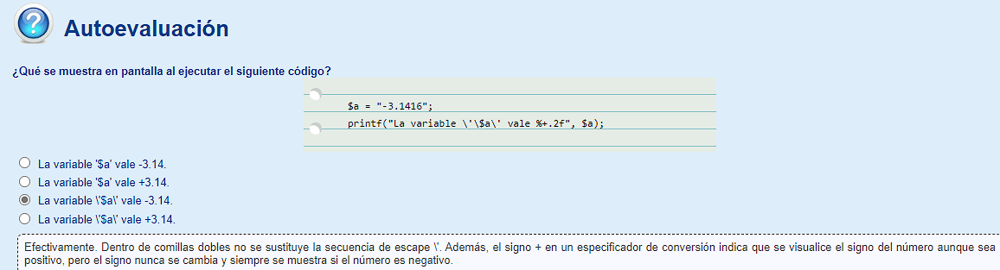 Autoevaluación
¿Qué se muestra en pantalla al ejecutar el siguiente código?
$a = "-3.1416";
printf("La variable \'\$a\' vale %+.2f", $a);
La variable '$a' vale -3.14.
La variable '$a' vale +3.14.
La variable \'$a\' vale -3.14.
La variable \'$a\' vale +3.14.
Efectivamente. Dentro de comillas dobles no se sustituye la secuencia de escape \'. Además, el signo + en un especificador de conversión indica que se visualice el signo del número aunque sea
positivo, pero el signo nunca se cambia y siempre se muestra si el número es negativo.